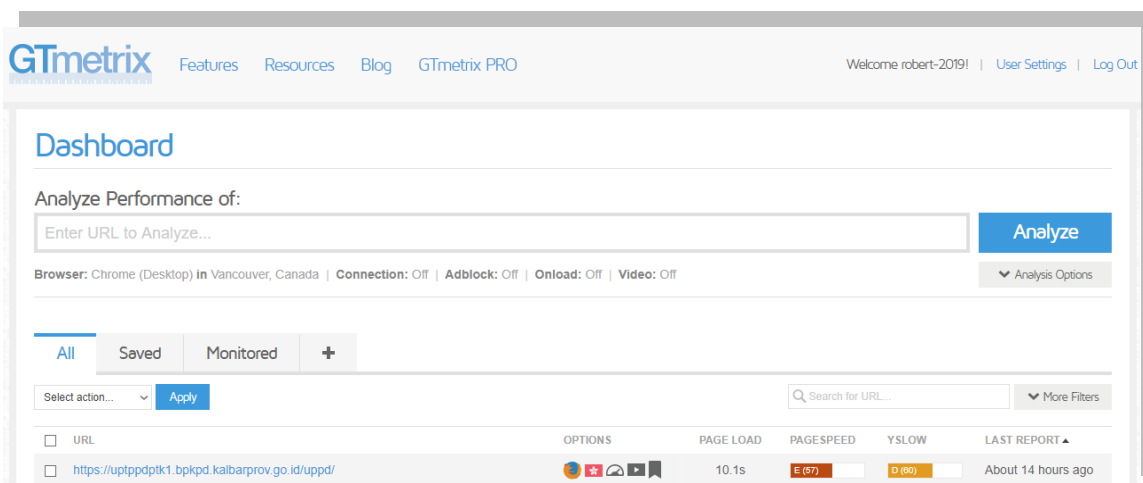 GTmetrix Features Resources Blog GTmetrix PRO Welcome robert-2019! | User Settings | Log Out
Dashboard
Analyze Performance of:
Enter URL to Analyze... Analyze
Browser: Chrome (Desktop) in Vancouver, Canada | Connection: Off | Adblock: Off | Onload: Off | Video: Off Analysis Options
All Saved Monitored +
Select action... Apply Search for URL... More Filters
URL OPTIONS PAGE LOAD PAGESPEED YSLOW LAST REPORT
https://uptppdptk1.bpkpd.kalbarprov.go.id/uppd/ 10.1s E (57) D (60) About 14 hours ago